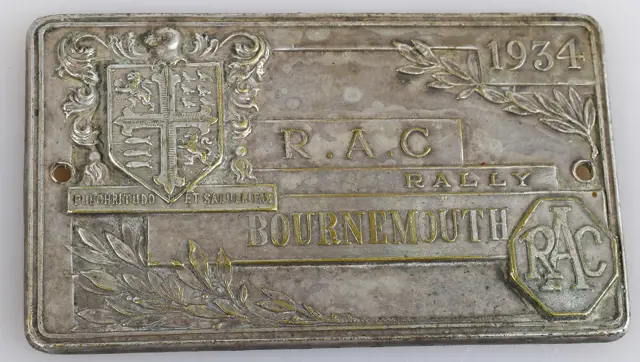 1934
R.A.C
RALLY
PULCHRITUDO ET SALUBRITAS
BOURNEMOUTH
RAC